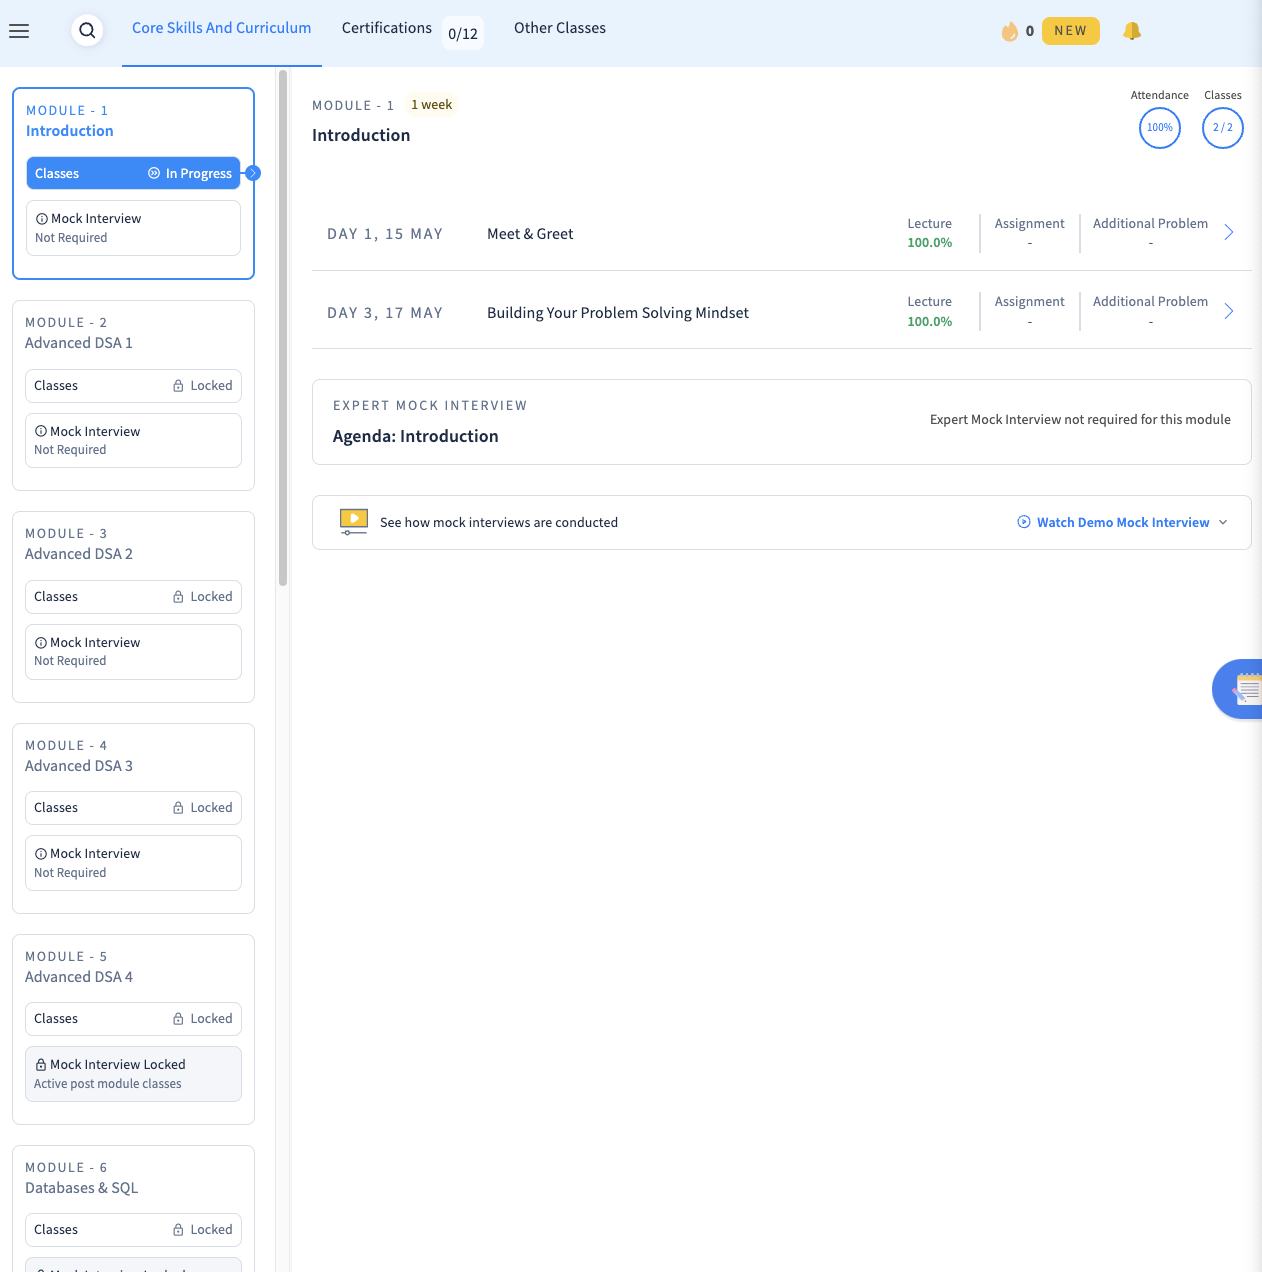 Core Skills And Curriculum
Certifications
0/12
Other Classes
0
NEW
MODULE - 1
Introduction
Classes
In Progress
Mock Interview
Not Required
MODULE - 2
Advanced DSA 1
Classes
Locked
Mock Interview
Not Required
MODULE - 3
Advanced DSA 2
Classes
Locked
Mock Interview
Not Required
MODULE - 4
Advanced DSA 3
Classes
Locked
Mock Interview
Not Required
MODULE - 5
Advanced DSA 4
Classes
Locked
Mock Interview Locked
Active post module classes
MODULE - 6
Databases & SQL
Classes
Locked
MODULE - 1
1 week
Introduction
Attendance
100%
Classes
2 / 2
DAY 1, 15 MAY
Meet & Greet
Lecture
100.0%
Assignment
-
Additional Problem
-
DAY 3, 17 MAY
Building Your Problem Solving Mindset
Lecture
100.0%
Assignment
-
Additional Problem
-
EXPERT MOCK INTERVIEW
Agenda: Introduction
Expert Mock Interview not required for this module
See how mock interviews are conducted
Watch Demo Mock Interview